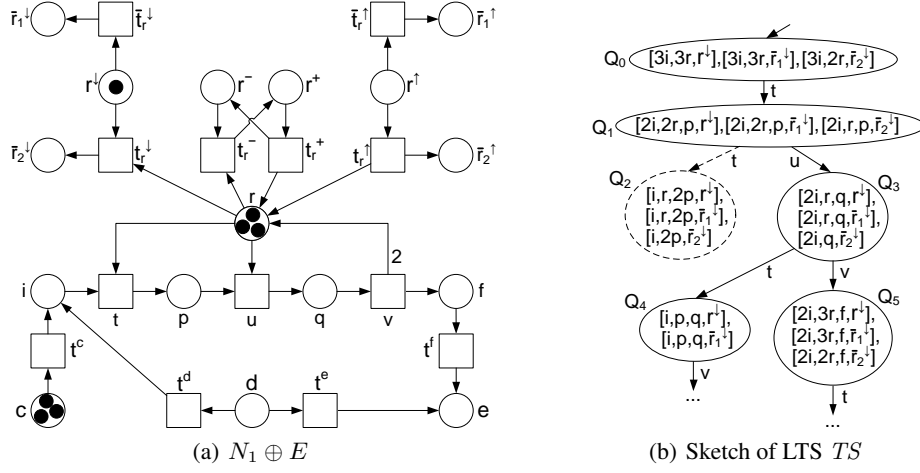 r̄₁↓ t̄ᵣ↓ t̄ᵣ↑ r̄₁↑
r↓ r⁻ r⁺ r↑
r̄₂↓ tᵣ↓ tᵣ⁻ tᵣ⁺ tᵣ↑ r̄₂↑
r
2
i t p u q v f
tᶜ tᶠ
c tᵈ d tᵉ e
(a) N₁ ⊕ E
Q₀ [3i,3r,r↓],[3i,3r,r̄₁↓],[3i,2r,r̄₂↓]
t
Q₁ [2i,2r,p,r↓],[2i,2r,p,r̄₁↓],[2i,r,p,r̄₂↓]
t u
Q₂ Q₃
[i,r,2p,r↓],
[i,r,2p,r̄₁↓],
[i,2p,r̄₂↓]
[2i,r,q,r↓],
[2i,r,q,r̄₁↓],
[2i,q,r̄₂↓]
t v
Q₄ Q₅
[i,p,q,r↓],
[i,p,q,r̄₁↓]
[2i,3r,f,r↓],
[2i,3r,f,r̄₁↓],
[2i,2r,f,r̄₂↓]
v t
... ...
(b) Sketch of LTS TS